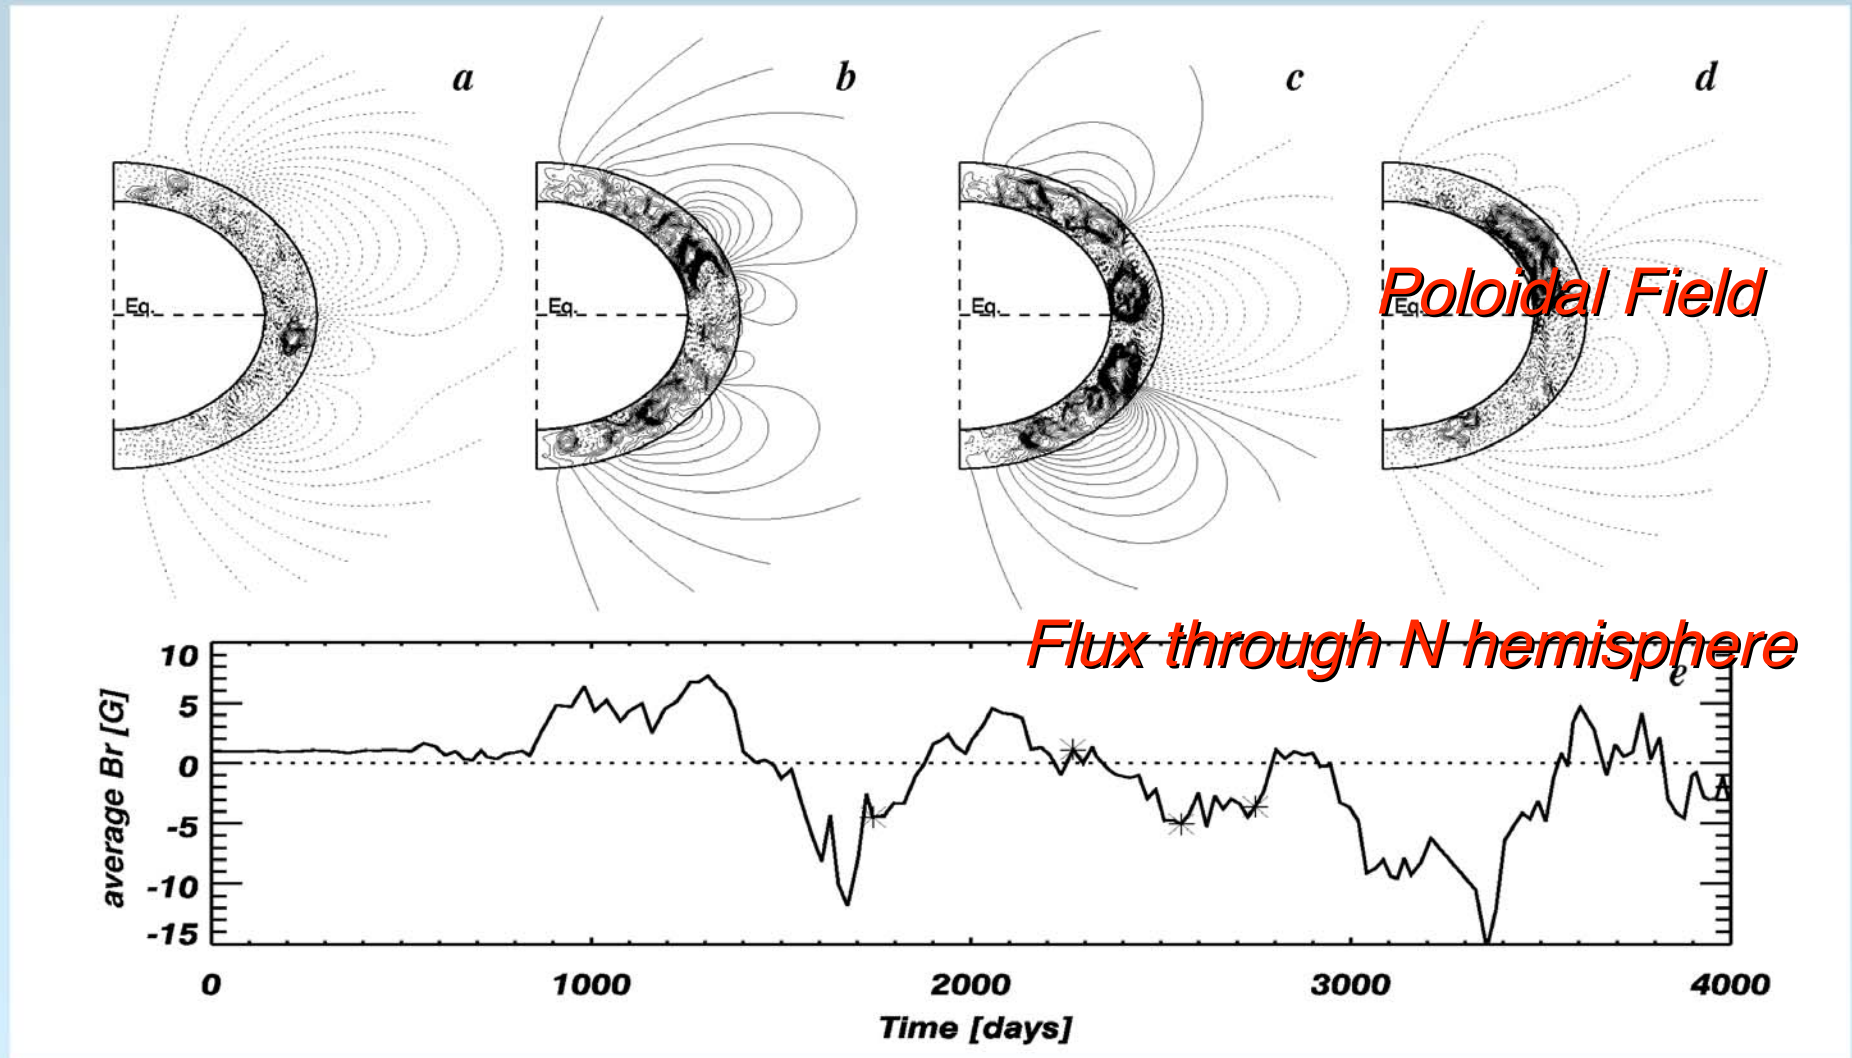 a b c d
Eq. Eq. Eq. Eq.
Poloidal Field
Flux through N hemisphere
e
10
5
0
-5
-10
-15
average Br [G]
0 1000 2000 3000 4000
Time [days]